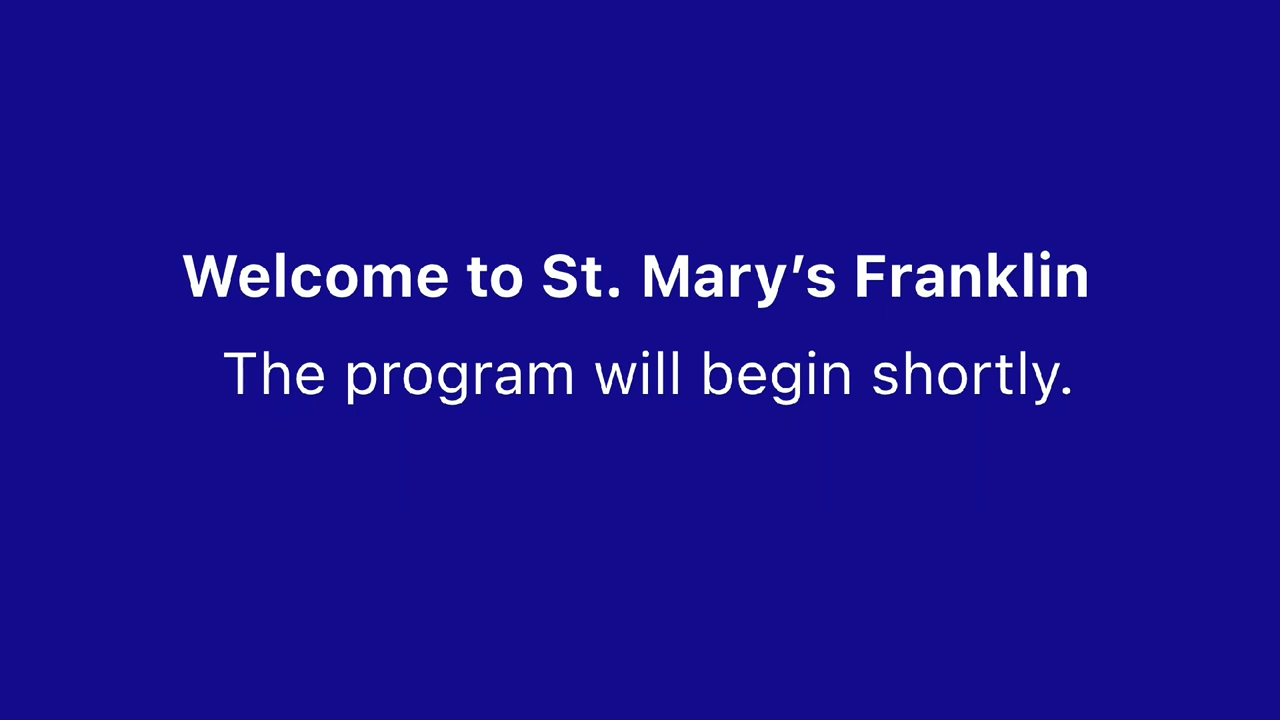 Welcome to St. Mary’s Franklin
The program will begin shortly.